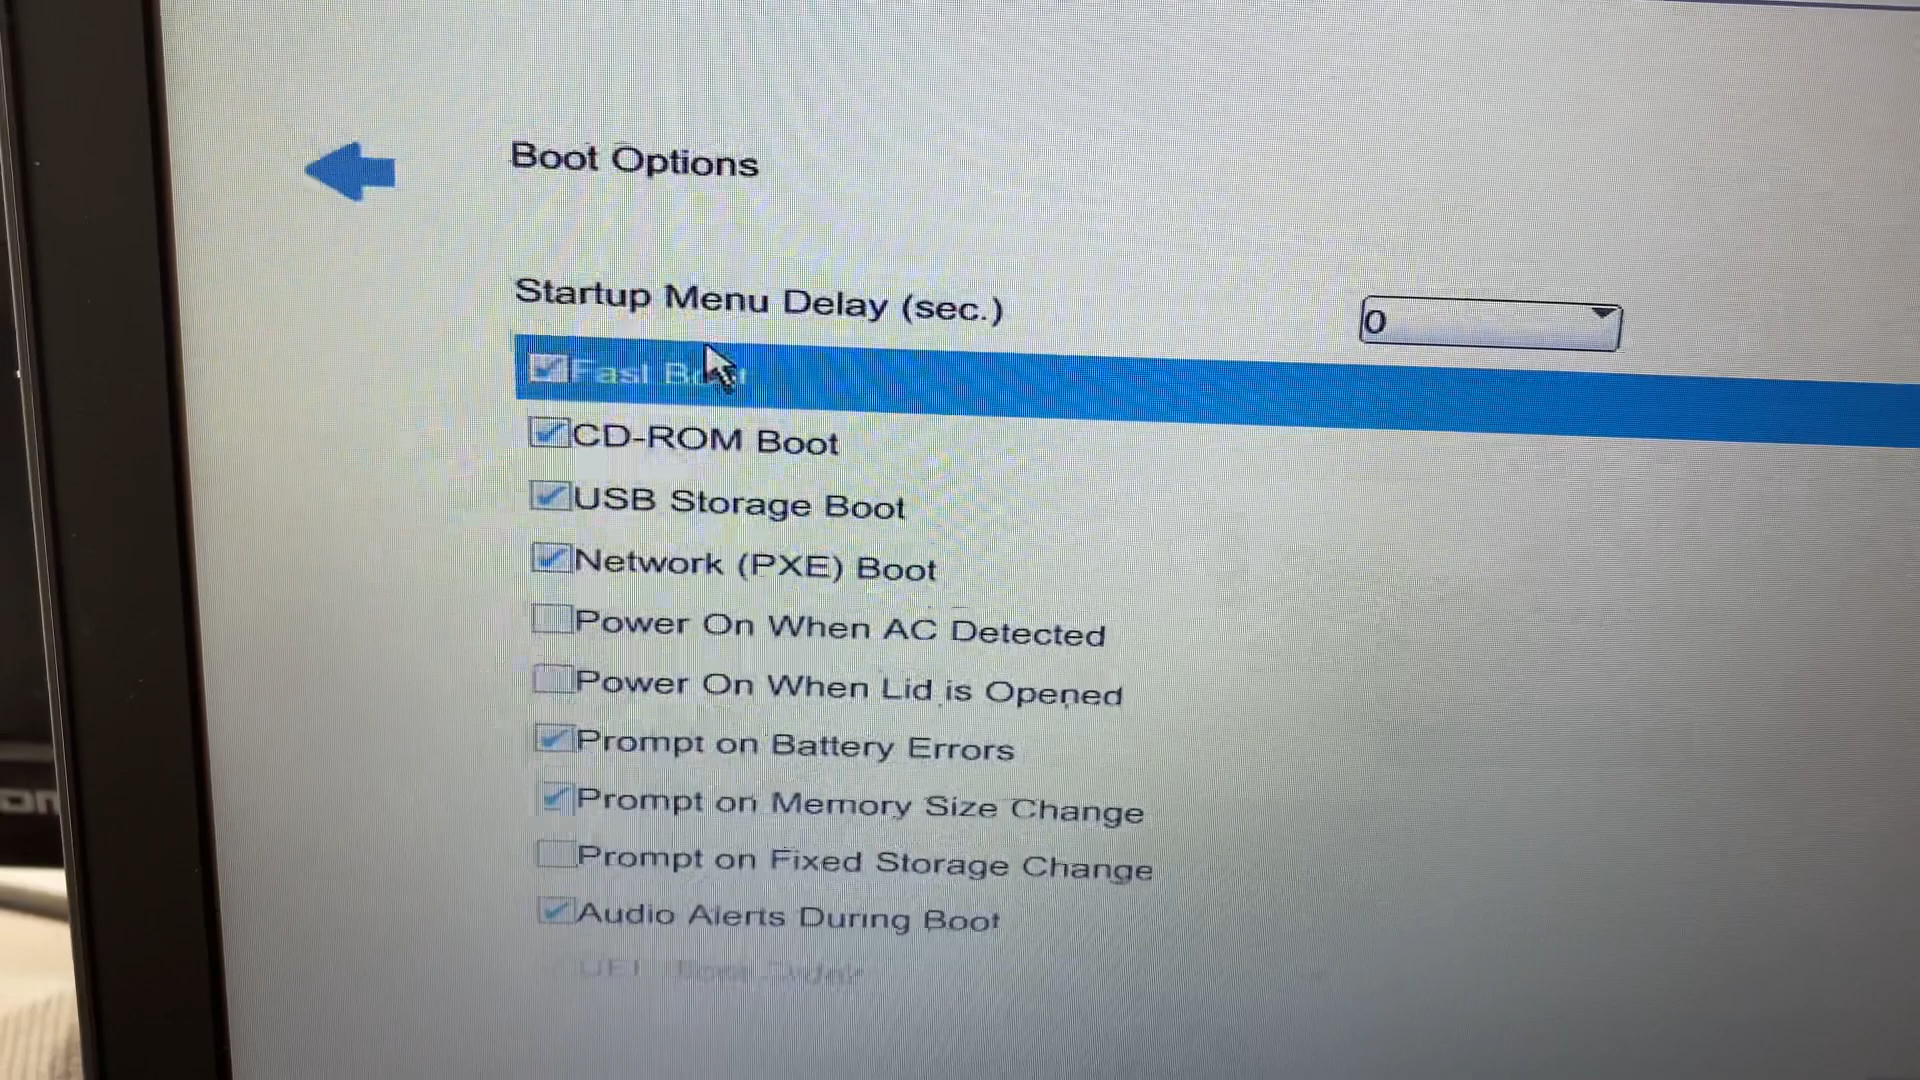 Boot Options
Startup Menu Delay (sec.)
0
Fast Boot
CD-ROM Boot
USB Storage Boot
Network (PXE) Boot
Power On When AC Detected
Power On When Lid is Opened
Prompt on Battery Errors
Prompt on Memory Size Change
Prompt on Fixed Storage Change
Audio Alerts During Boot